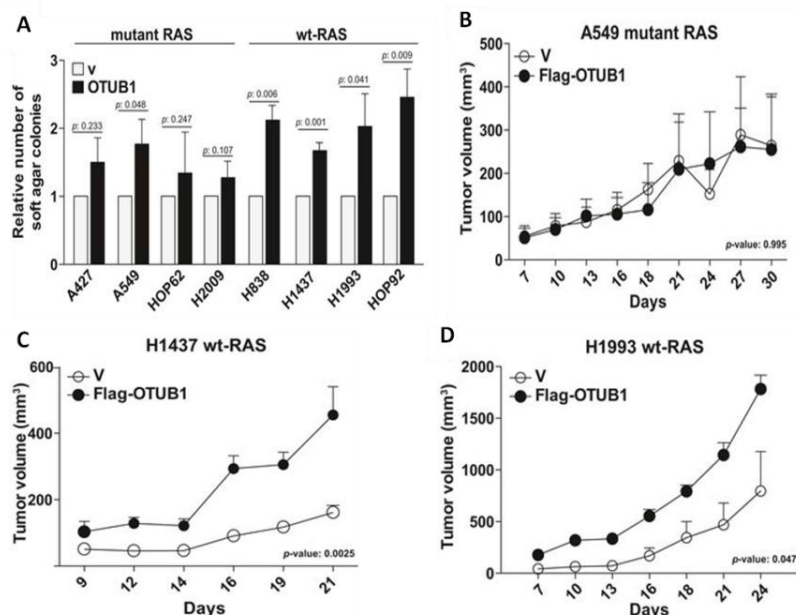 A
mutant RAS
wt-RAS
v
OTUB1
p: 0.233
p: 0.048
p: 0.247
p: 0.107
p: 0.006
p: 0.001
p: 0.041
p: 0.009
Relative number of
soft agar colonies
3
2
1
0
A427
A549
HOP62
H2009
H838
H1437
H1993
HOP92
B
A549 mutant RAS
V
Flag-OTUB1
Tumor volume (mm³)
500
400
300
200
100
0
p-value: 0.995
7 10 13 16 18 21 24 27 30
Days
C
H1437 wt-RAS
V
Flag-OTUB1
Tumor volume (mm³)
600
400
200
p-value: 0.0025
9 12 14 16 19 21
Days
D
H1993 wt-RAS
V
Flag-OTUB1
Tumor volume (mm³)
2000
1500
1000
500
0
p-value: 0.047
7 10 13 16 18 21 24
Days